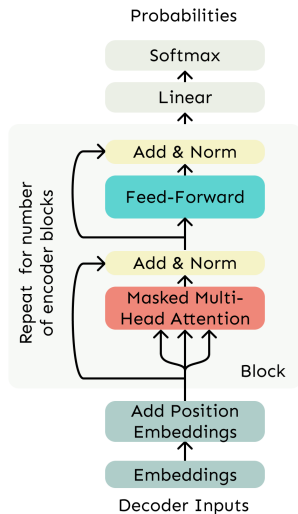 Probabilities
Softmax
Linear
Add & Norm
Feed-Forward
Add & Norm
Masked Multi-
Head Attention
Repeat for number
of encoder blocks
Block
Add Position
Embeddings
Embeddings
Decoder Inputs